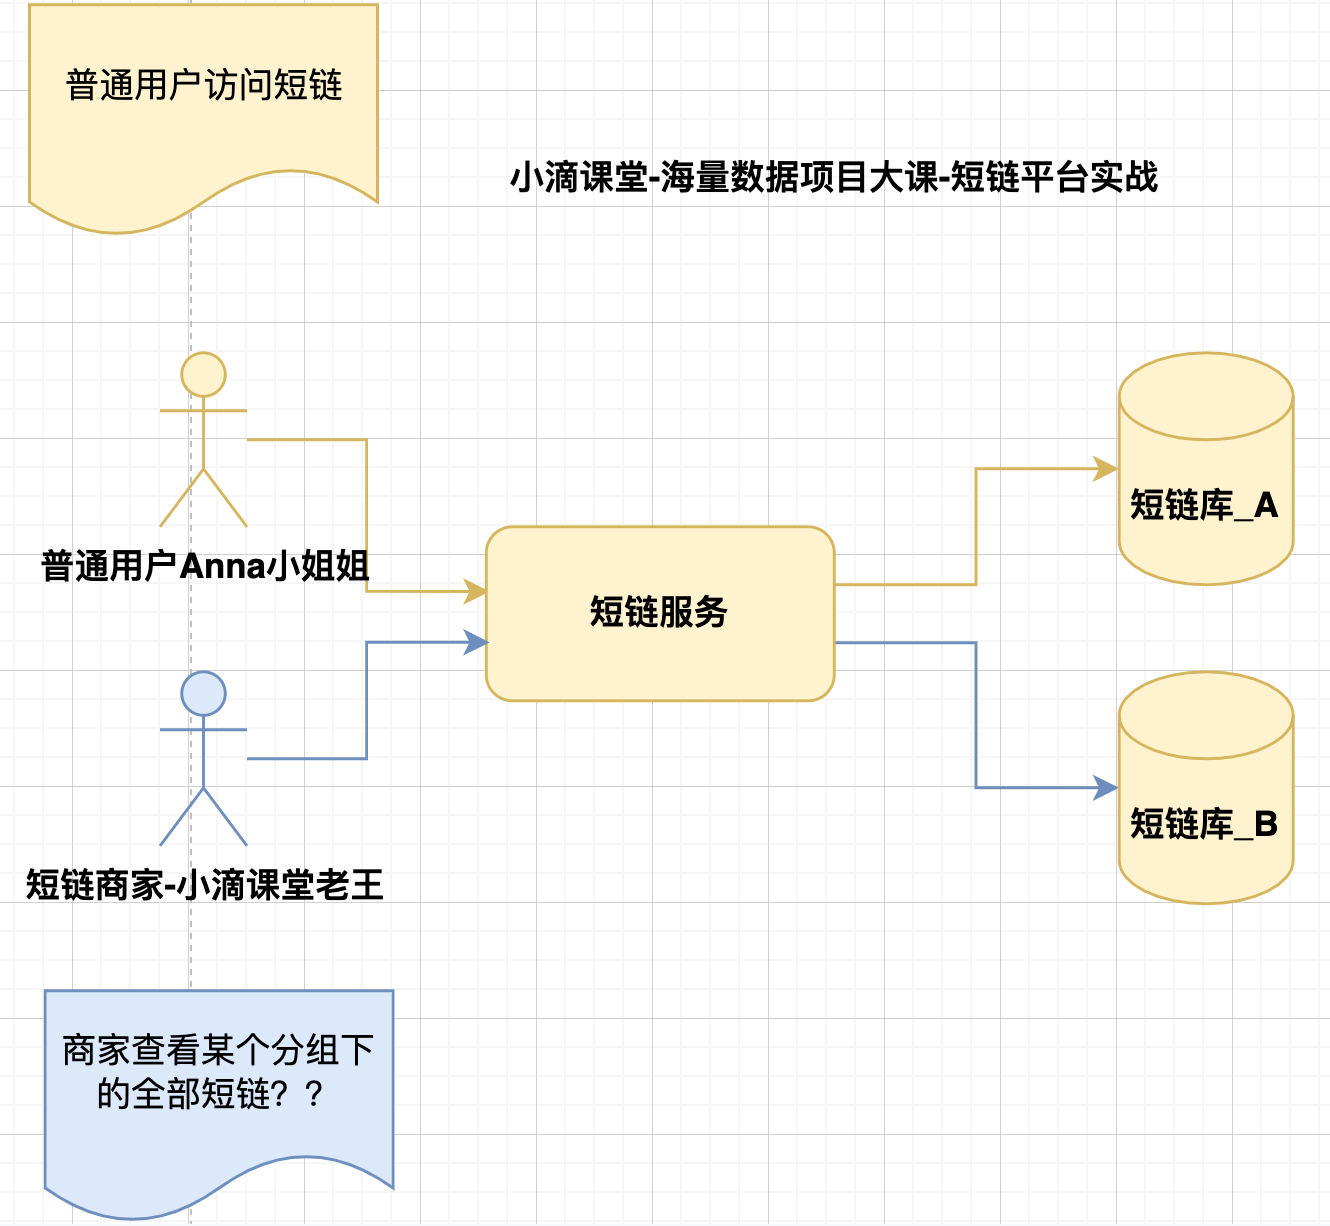 普通用户访问短链
小滴课堂-海量数据项目大课-短链平台实战
普通用户Anna小姐姐
短链服务
短链库_A
短链商家-小滴课堂老王
短链库_B
商家查看某个分组下
的全部短链？？